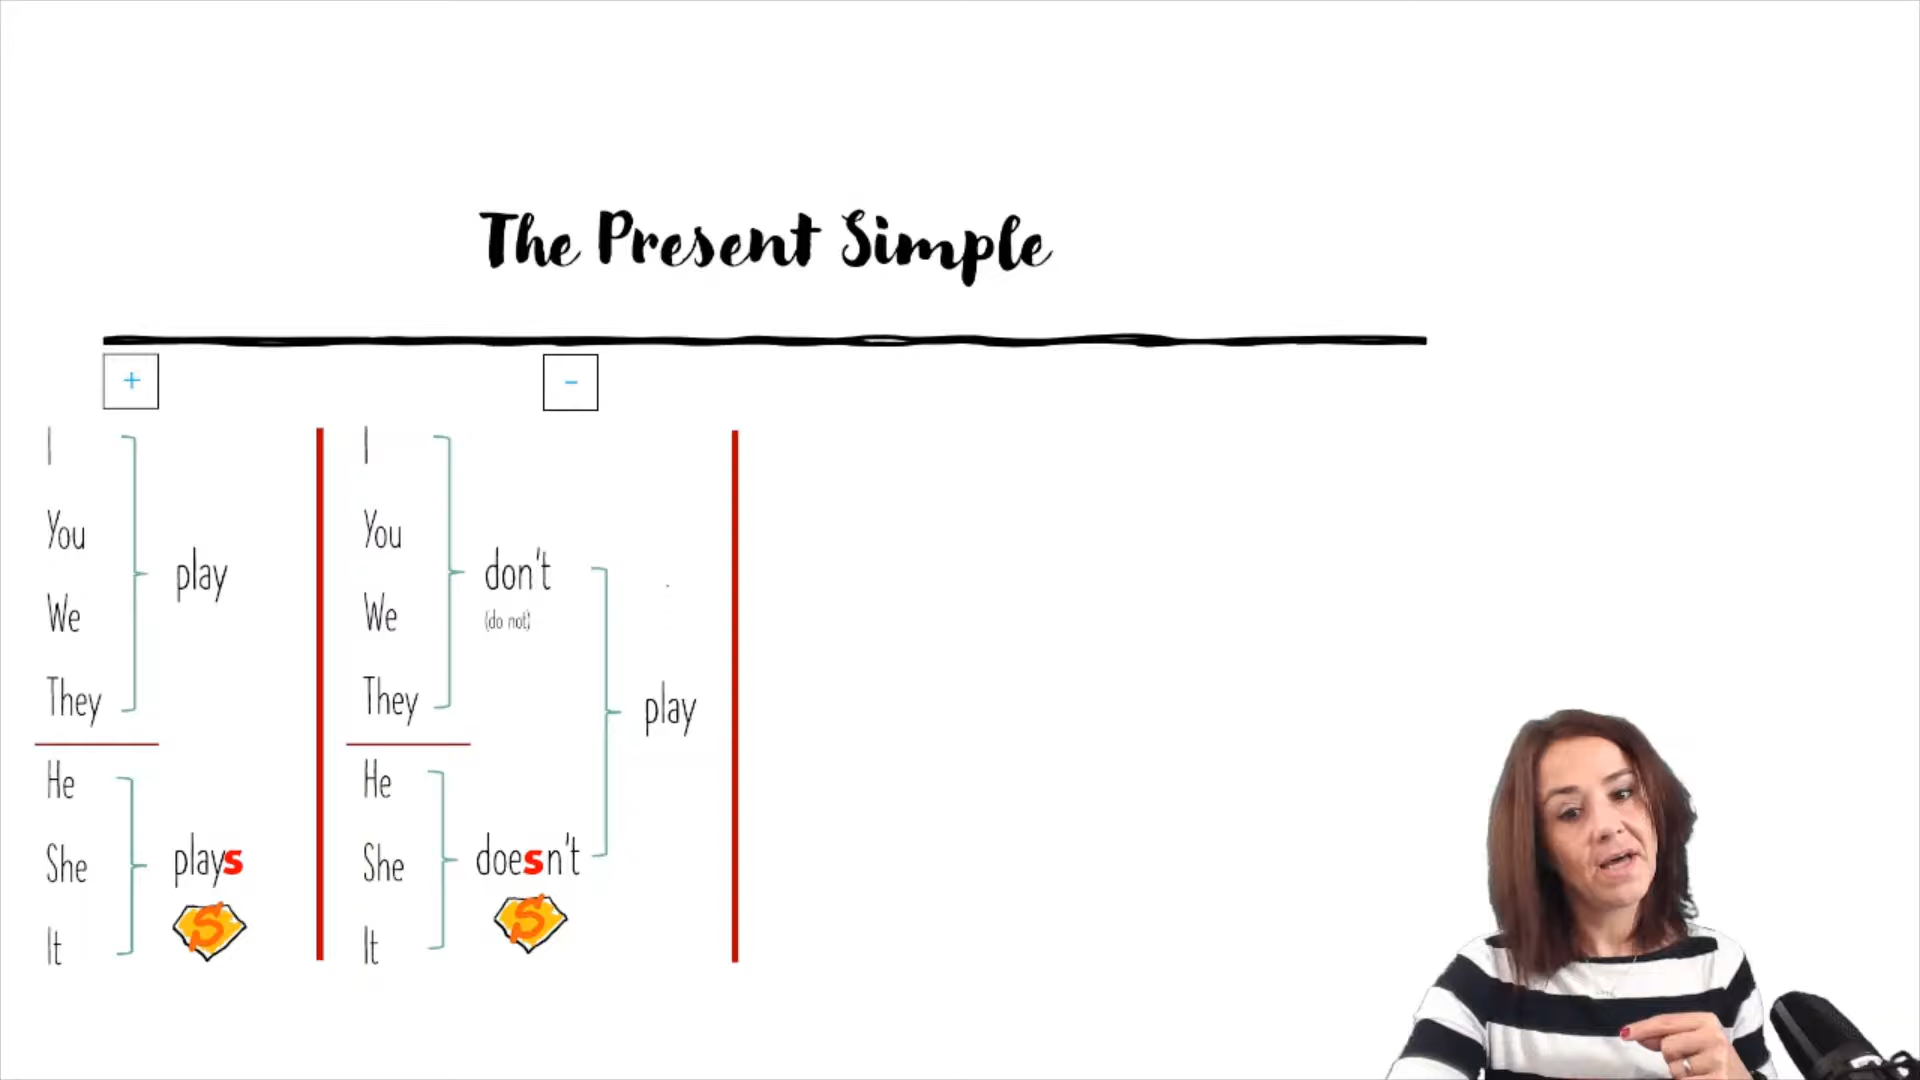 The Present Simple
+
I
You
We
They
play
He
She
It
plays
S
-
I
You
We
They
don't
(do not)
He
She
It
doesn't
S
play